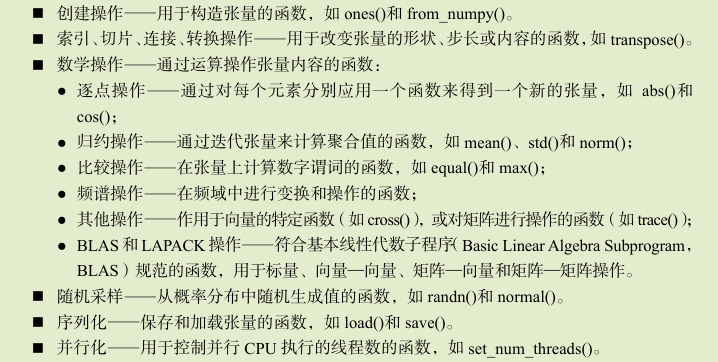 ■ 创建操作——用于构造张量的函数，如 ones()和 from_numpy()。
■ 索引、切片、连接、转换操作——用于改变张量的形状、步长或内容的函数，如 transpose()。
■ 数学操作——通过运算操作张量内容的函数：
● 逐点操作——通过对每个元素分别应用一个函数来得到一个新的张量，如 abs()和
cos()；
● 归约操作——通过迭代张量来计算聚合值的函数，如 mean()、std()和 norm()；
● 比较操作——在张量上计算数字谓词的函数，如 equal()和 max()；
● 频谱操作——在频域中进行变换和操作的函数；
● 其他操作——作用于向量的特定函数（如 cross()），或对矩阵进行操作的函数（如 trace()）；
● BLAS 和 LAPACK 操作——符合基本线性代数子程序（Basic Linear Algebra Subprogram，
BLAS）规范的函数，用于标量、向量—向量、矩阵—向量和矩阵—矩阵操作。
■ 随机采样——从概率分布中随机生成值的函数，如 randn()和 normal()。
■ 序列化——保存和加载张量的函数，如 load()和 save()。
■ 并行化——用于控制并行 CPU 执行的线程数的函数，如 set_num_threads()。